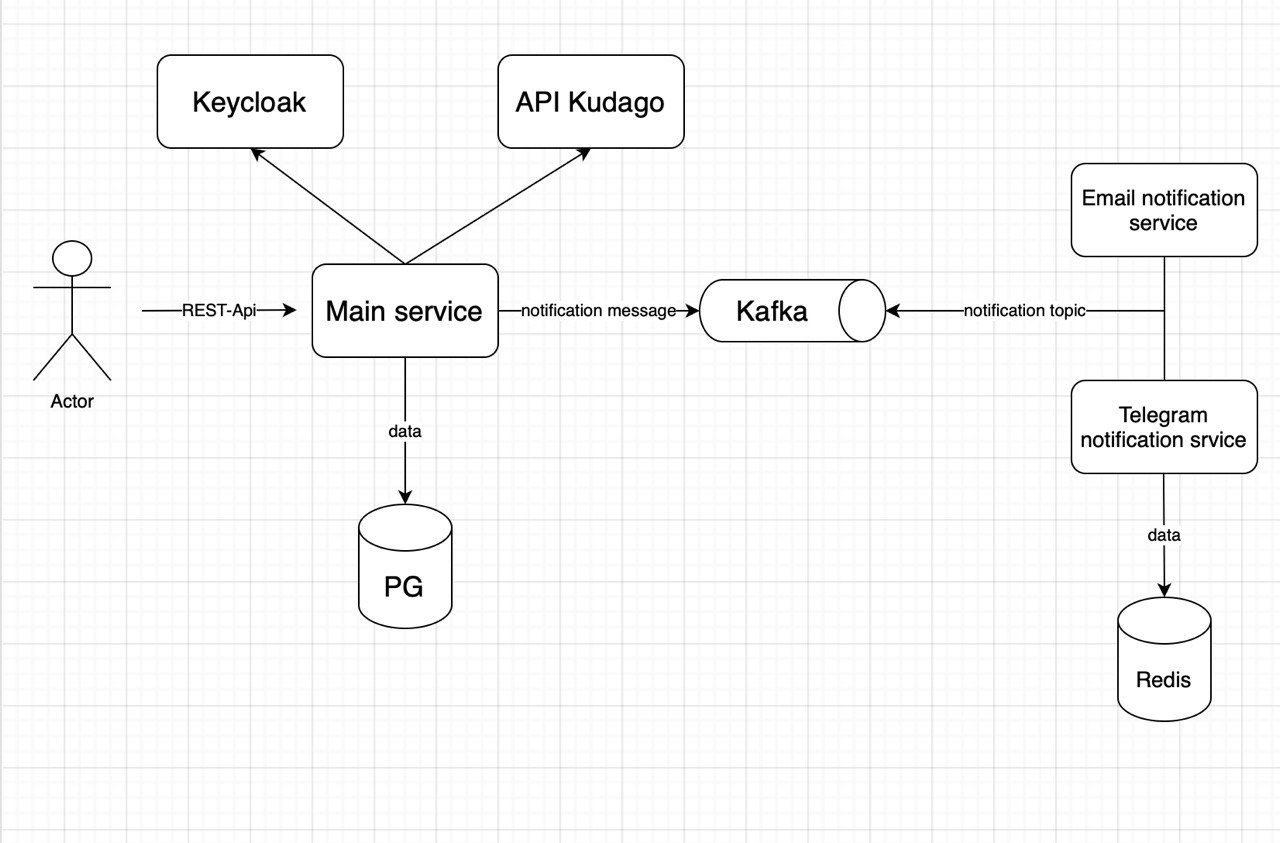 Keycloak
API Kudago
Email notification
service
REST-Api
Main service
notification message
Kafka
notification topic
Actor
data
Telegram
notification srvice
data
PG
Redis